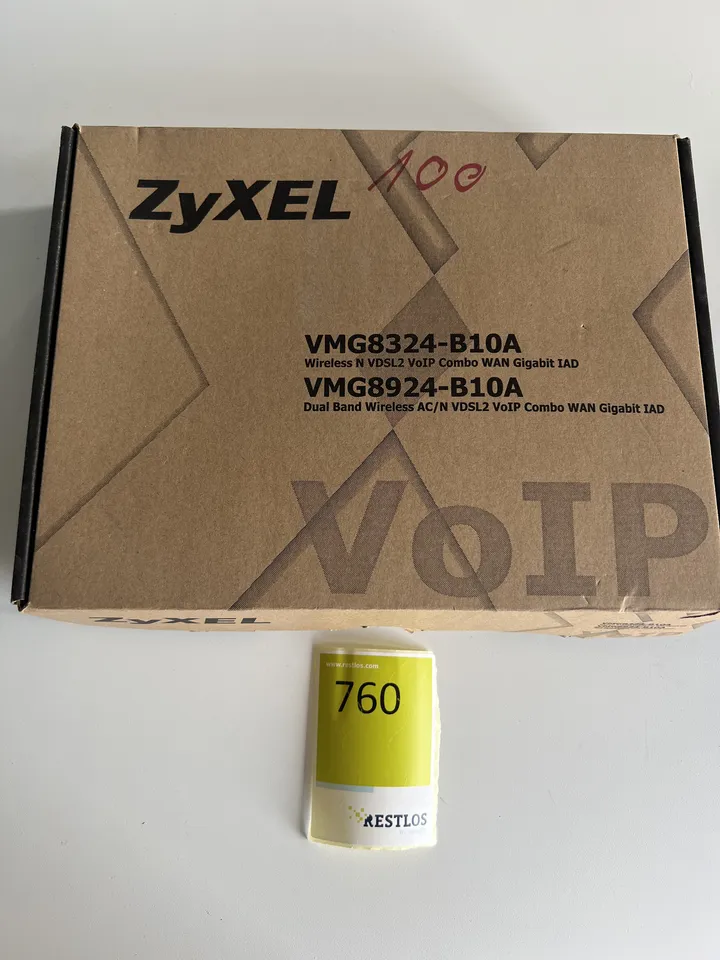 ZyXEL
100
VMG8324-B10A
Wireless N VDSL2 VoIP Combo WAN Gigabit IAD
VMG8924-B10A
Dual Band Wireless AC/N VDSL2 VoIP Combo WAN Gigabit IAD
VoIP
ZyXEL
www.restlos.com
760
RESTLOS